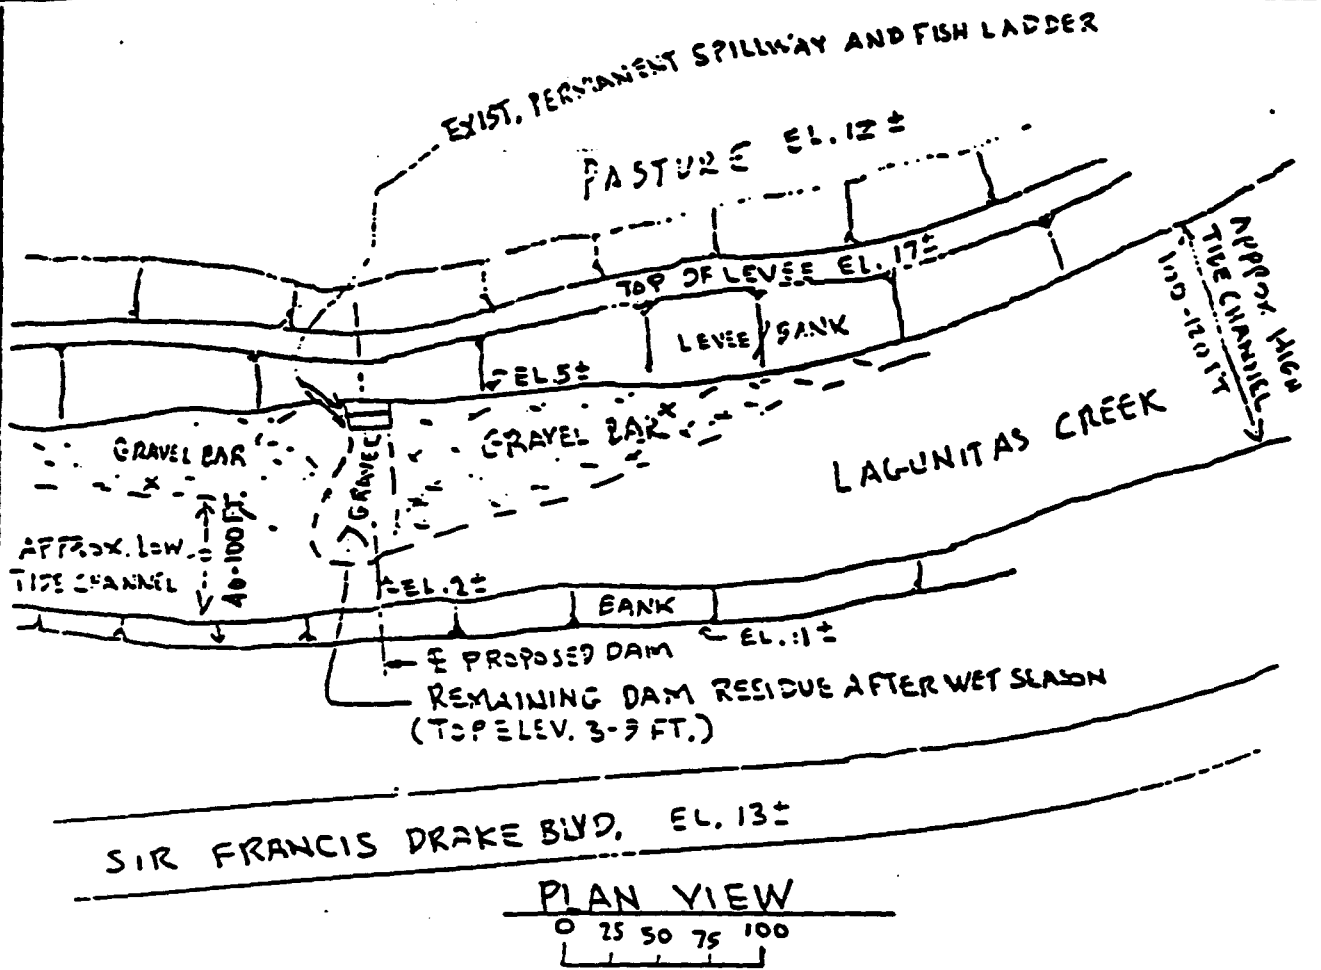 EXIST. PERMANENT SPILLWAY AND FISH LADDER
PASTURE EL. 12 ±
TOP OF LEVEE EL. 17±
LEVEE/BANK
EL. 5±
APPROX HIGH
TIDE CHANNEL
100-120 FT
GRAVEL BAR
GRAVEL
GRAVEL BAR
LAGUNITAS CREEK
APPROX. LOW
TIDE CHANNEL
40-100 FT.
EL. 2±
BANK
EL. 11±
℄ PROPOSED DAM
REMAINING DAM RESIDUE AFTER WET SEASON
(TOP ELEV. FT.)
SIR FRANCIS DRAKE BLVD. EL. 13±
PLAN VIEW
0 25 50 75 100